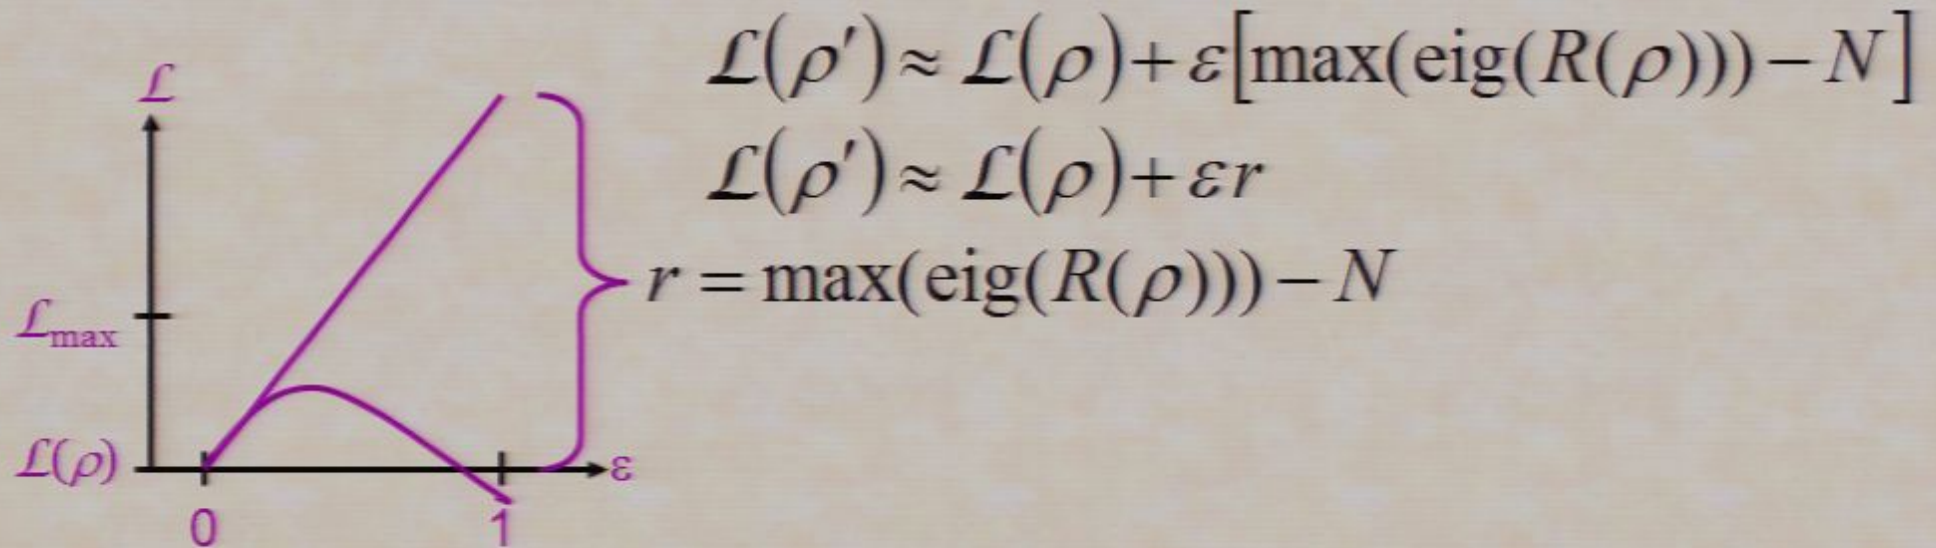 ℒ(ρ′) ≈ ℒ(ρ) + ε[max(eig(R(ρ))) − N]
ℒ
ℒ(ρ′) ≈ ℒ(ρ) + εr
r = max(eig(R(ρ))) − N
ℒmax
ℒ(ρ)
ε
0 1